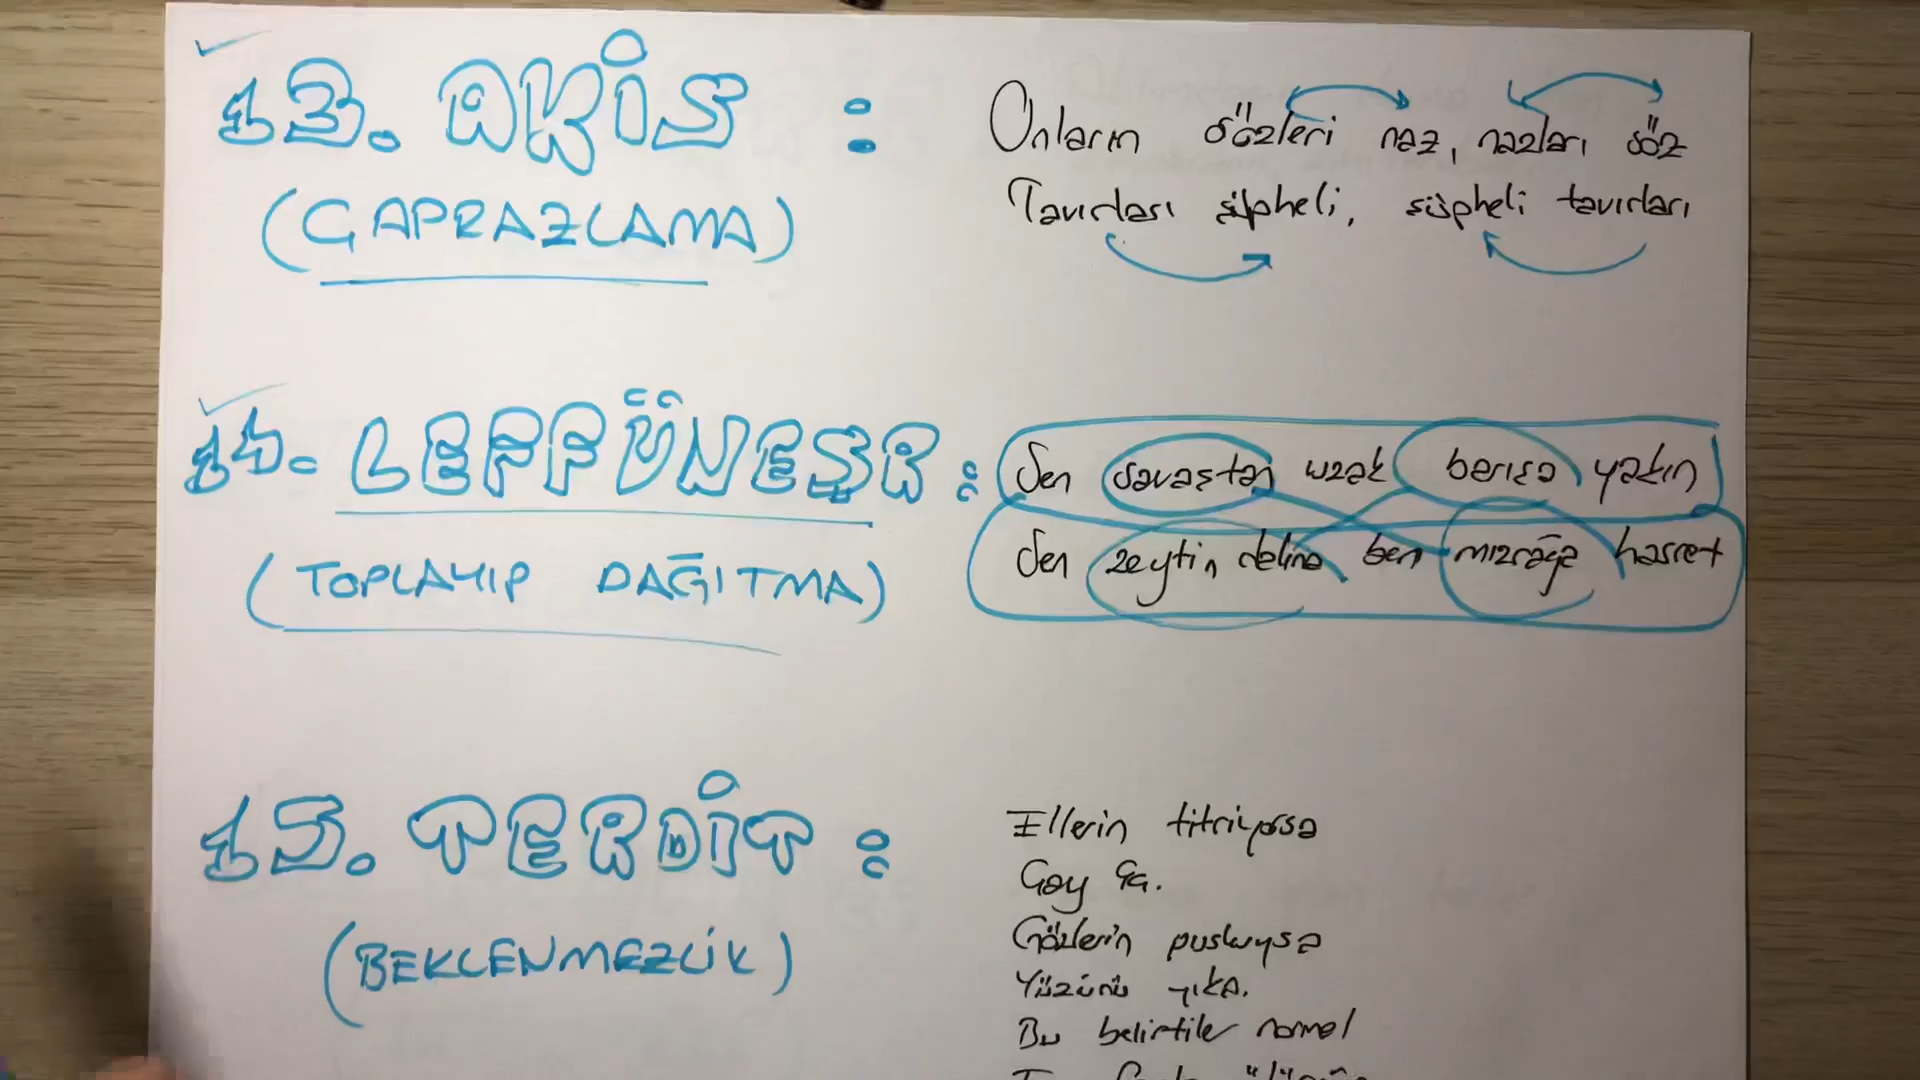 13. AKİS :
(ÇAPRAZLAMA)
Onların sözleri naz, nazları söz
Tavırları şüpheli, şüpheli tavırları
14. LEFFÜNEŞR :
(TOPLAYIP DAĞITMA)
Sen savaştan uzak barışa yakın
Sen zeytin dalına ben mızrağa hasret
15. TERDİT :
(BEKLENMEZLİK)
Ellerin titriyorsa
Çay iç.
Gözlerin pusluysa
Yüzünü yıka.
Bu belirtiler normal